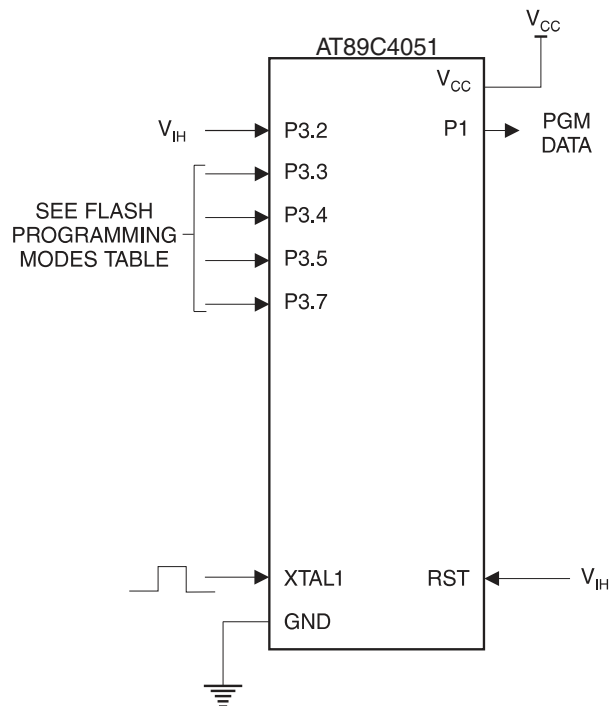 AT89C4051
VCC
VCC
VIH
P3.2
P1
PGM
DATA
P3.3
SEE FLASH
PROGRAMMING
MODES TABLE
P3.4
P3.5
P3.7
XTAL1
RST
VIH
GND